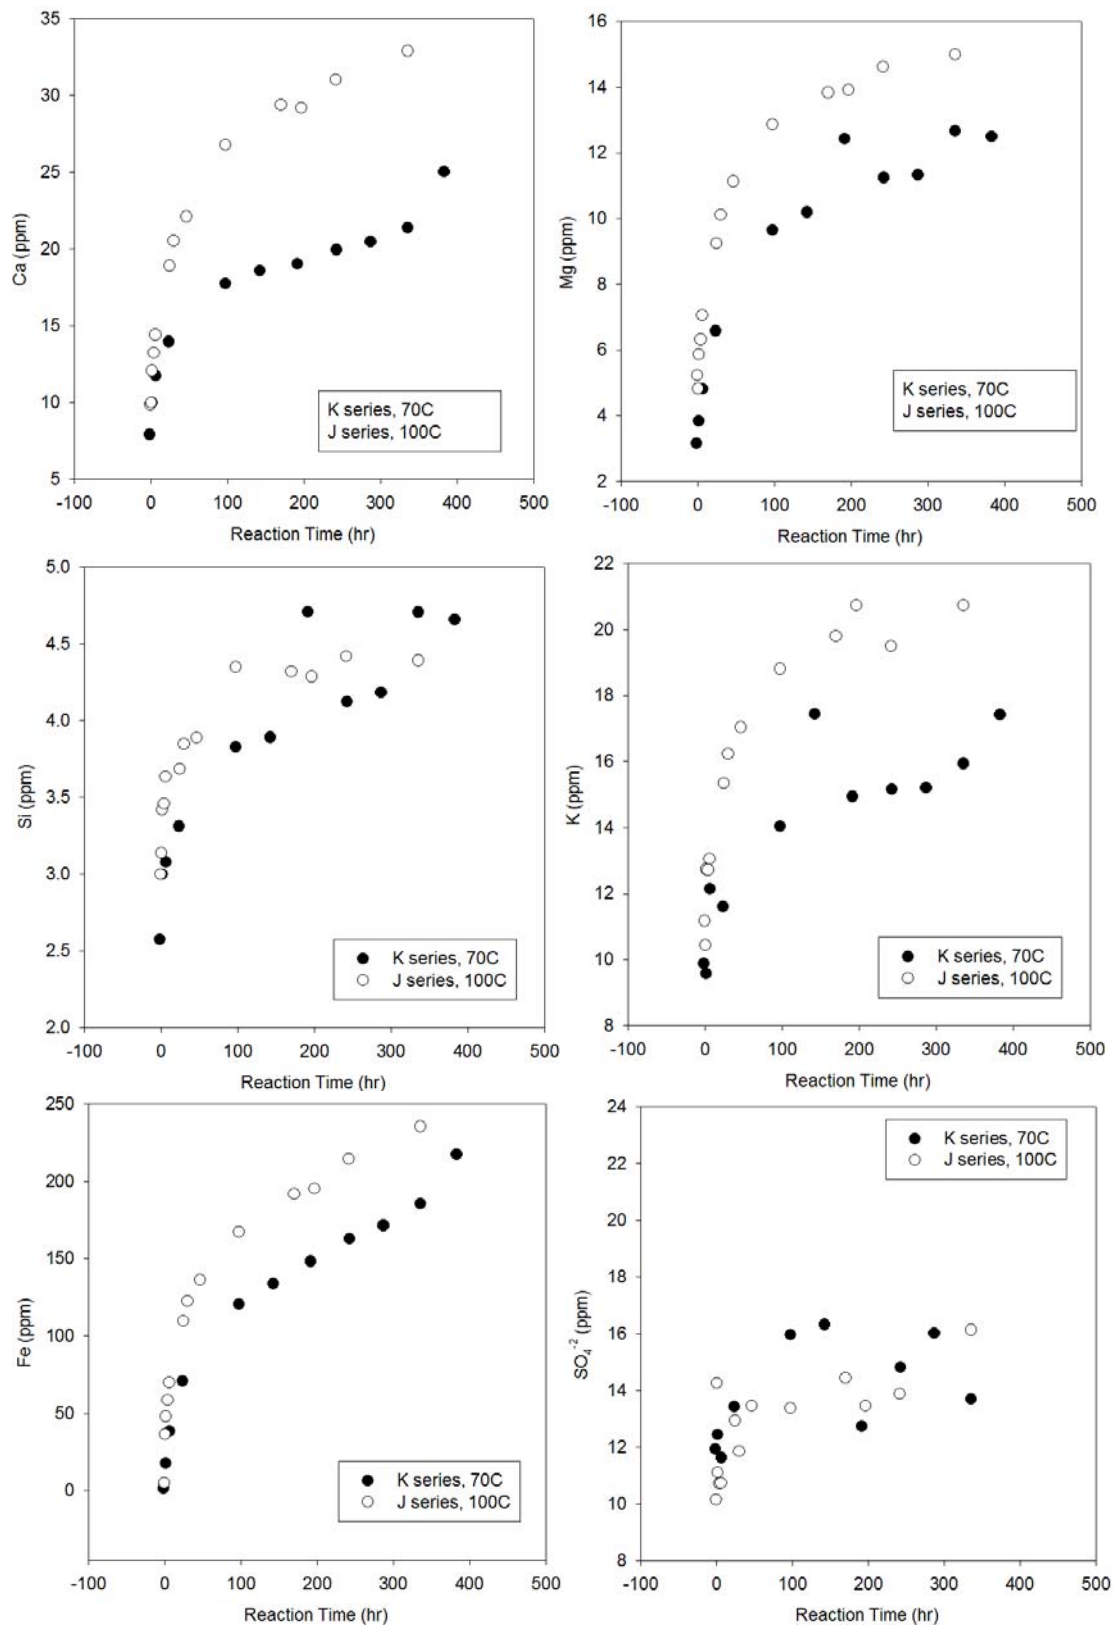 35
30
25
20
15
10
5
Ca (ppm)
-100 0 100 200 300 400 500
Reaction Time (hr)
K series, 70C
J series, 100C
16
14
12
10
8
6
4
2
Mg (ppm)
-100 0 100 200 300 400 500
Reaction Time (hr)
K series, 70C
J series, 100C
5.0
4.5
4.0
3.5
3.0
2.5
2.0
Si (ppm)
-100 0 100 200 300 400 500
Reaction Time (hr)
K series, 70C
J series, 100C
22
20
18
16
14
12
10
8
K (ppm)
-100 0 100 200 300 400 500
Reaction Time (hr)
K series, 70C
J series, 100C
250
200
150
100
50
0
Fe (ppm)
-100 0 100 200 300 400 500
Reaction Time (hr)
K series, 70C
J series, 100C
24
22
20
18
16
14
12
10
8
SO₄⁻² (ppm)
-100 0 100 200 300 400 500
Reaction Time (hr)
K series, 70C
J series, 100C